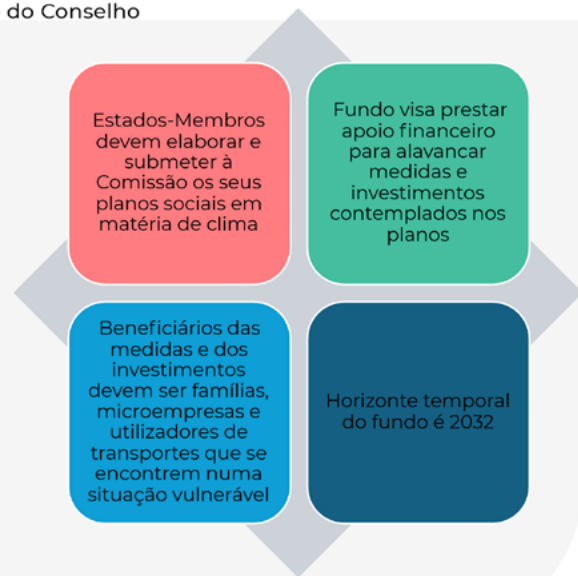 do Conselho
Estados-Membros
devem elaborar e
submeter à
Comissão os seus
planos sociais em
matéria de clima
Fundo visa prestar
apoio financeiro
para alavancar
medidas e
investimentos
contemplados nos
planos
Beneficiários das
medidas e dos
investimentos
devem ser famílias,
microempresas e
utilizadores de
transportes que se
encontrem numa
situação vulnerável
Horizonte temporal
do fundo é 2032